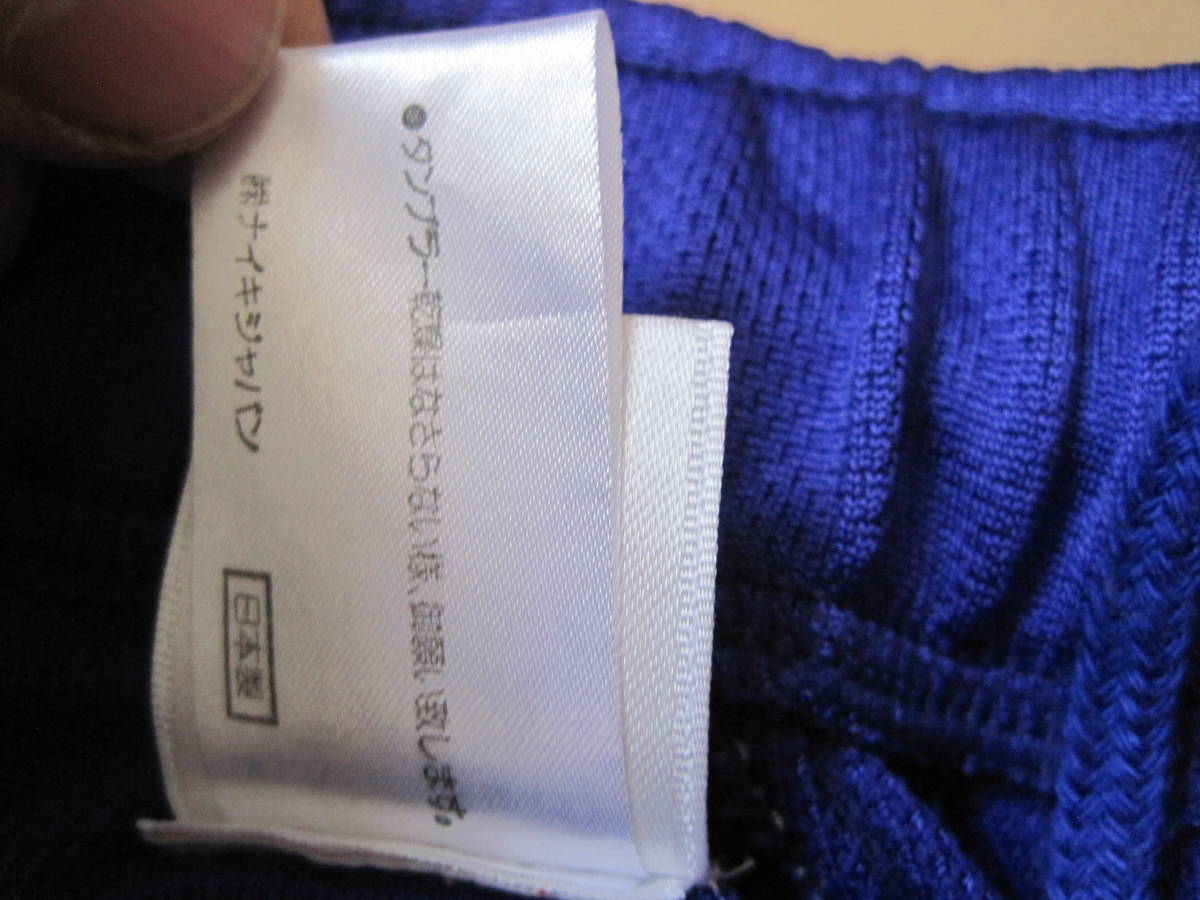 ●タンブラー乾燥はなさらない様、御願い致します。
㈱ナイキジャパン
日本製